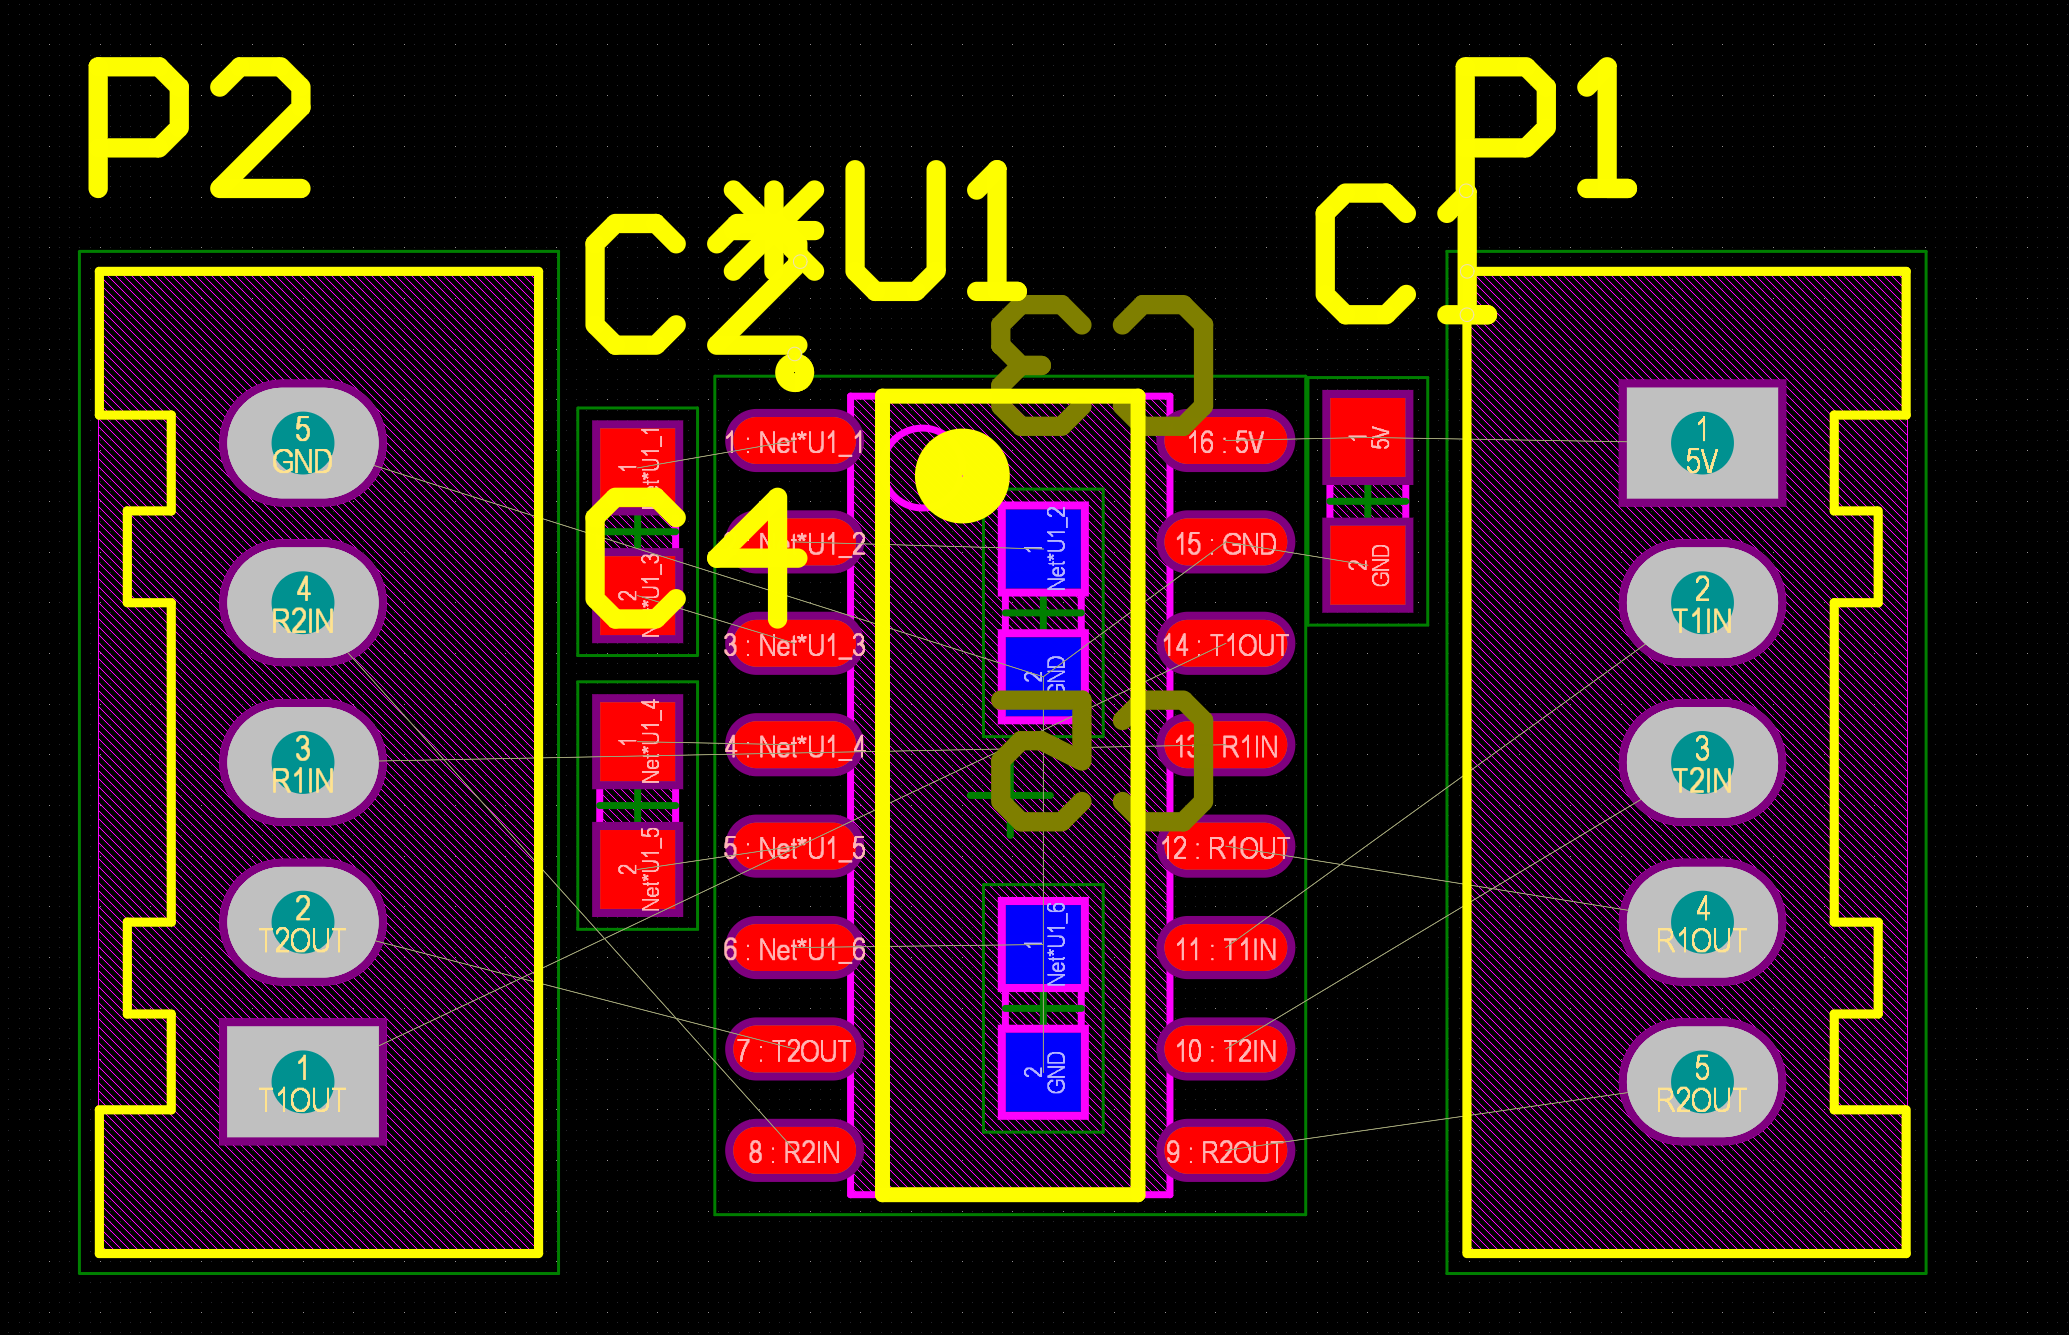 P2
P1
*U1
C2
C1
C3
C4
C5
5
GND
4
R2IN
3
R1IN
2
T2OUT
1
T1OUT
1
Net*U1_1
2
Net*U1_3
1
Net*U1_4
2
Net*U1_5
1 : Net*U1_1
Net*U1_2
3 : Net*U1_3
4 : Net*U1_4
5 : Net*U1_5
6 : Net*U1_6
7 : T2OUT
8 : R2IN
1
Net*U1_2
2
GND
1
Net*U1_6
2
GND
16 : 5V
15 : GND
14 : T1OUT
13 : R1IN
12 : R1OUT
11 : T1IN
10 : T2IN
9 : R2OUT
1
5V
2
GND
1
5V
2
T1IN
3
T2IN
4
R1OUT
5
R2OUT